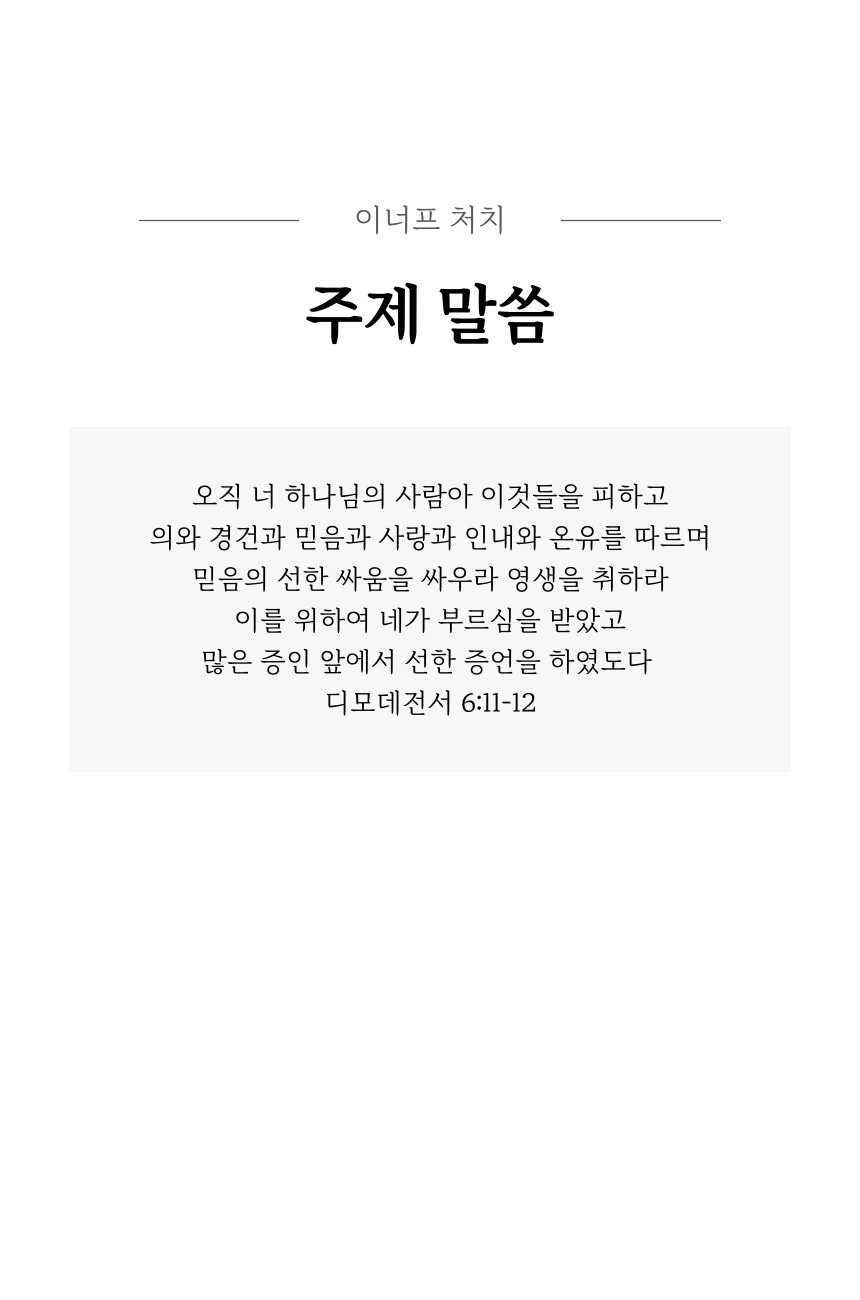 이너프 처치
주제 말씀
오직 너 하나님의 사람아 이것들을 피하고
의와 경건과 믿음과 사랑과 인내와 온유를 따르며
믿음의 선한 싸움을 싸우라 영생을 취하라
이를 위하여 네가 부르심을 받았고
많은 증인 앞에서 선한 증언을 하였도다
디모데전서 6:11-12